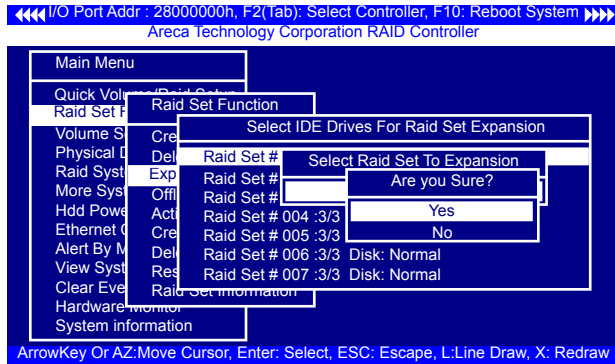 I/O Port Addr : 28000000h, F2(Tab): Select Controller, F10: Reboot System
Areca Technology Corporation RAID Controller
Main Menu
Quick Volume/Raid Setup
Raid Set F
Volume S
Physical D
Raid Syst
More Syst
Hdd Powe
Ethernet C
Alert By M
View Syst
Clear Eve
Hardware Monitor
System information
Raid Set Function
Cre
Del
Exp
Offl
Acti
Cre
Del
Res
Raid Set Information
Select IDE Drives For Raid Set Expansion
Raid Set #
Raid Set #
Raid Set #
Raid Set # 004 :3/3
Raid Set # 005 :3/3
Raid Set # 006 :3/3 Disk: Normal
Raid Set # 007 :3/3 Disk: Normal
Select Raid Set To Expansion
Are you Sure?
Yes
No
ArrowKey Or AZ:Move Cursor, Enter: Select, ESC: Escape, L:Line Draw, X: Redraw